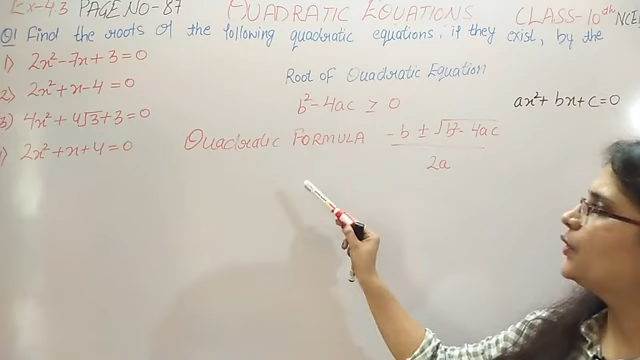 Ex-4.3 PAGE NO-87 QUADRATIC EQUATIONS CLASS-10th NCE
Q1 Find the roots of the following quadratic equations, if they exist, by the
1) 2x²-7x+3=0
2) 2x²+x-4=0
3) 4x²+4√3+3=0
) 2x²+x+4=0
Root of Quadratic Equation
b²-4ac ≥ 0
ax²+bx+c=0
Quadratic FORMULA -b ± √b²-4ac
2a